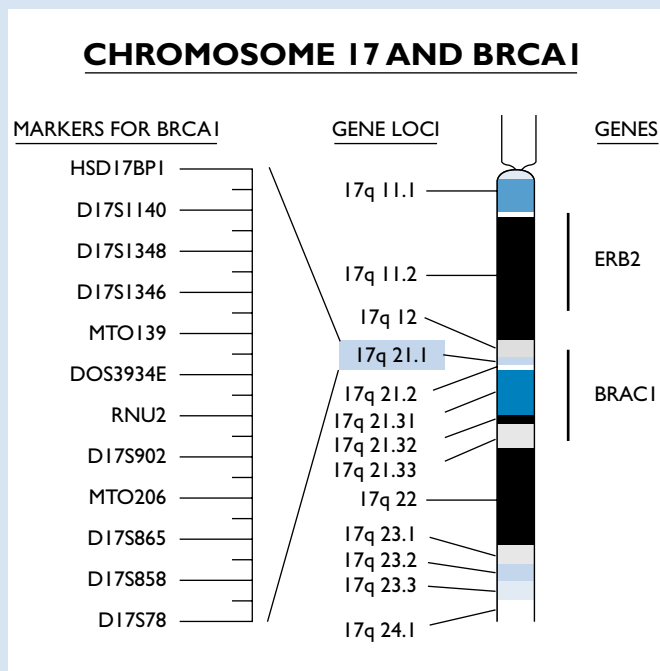 CHROMOSOME 17 AND BRCA1
MARKERS FOR BRCA1
HSD17BP1
D17S1140
D17S1348
D17S1346
MTO139
DOS3934E
RNU2
D17S902
MTO206
D17S865
D17S858
D17S78
GENE LOCI
17q 11.1
17q 11.2
17q 12
17q 21.1
17q 21.2
17q 21.31
17q 21.32
17q 21.33
17q 22
17q 23.1
17q 23.2
17q 23.3
17q 24.1
GENES
ERB2
BRAC1